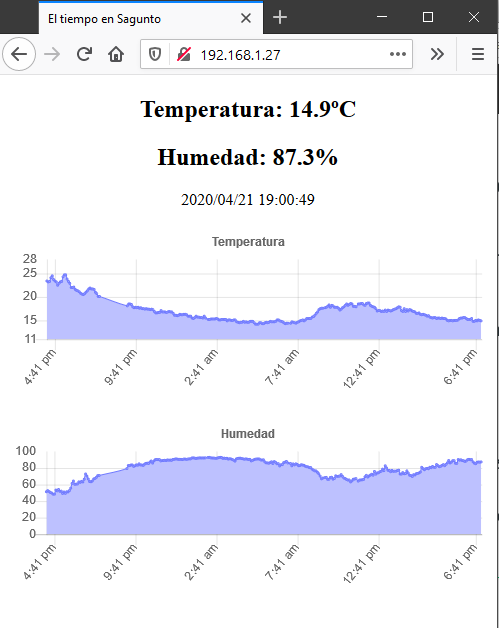 El tiempo en Sagunto
192.168.1.27
Temperatura: 14.9ºC
Humedad: 87.3%
2020/04/21 19:00:49
Temperatura
28
25
20
15
11
4:41 pm 9:41 pm 2:41 am 7:41 am 12:41 pm 6:41 pm
Humedad
100
80
60
40
20
0
4:41 pm 9:41 pm 2:41 am 7:41 am 12:41 pm 6:41 pm